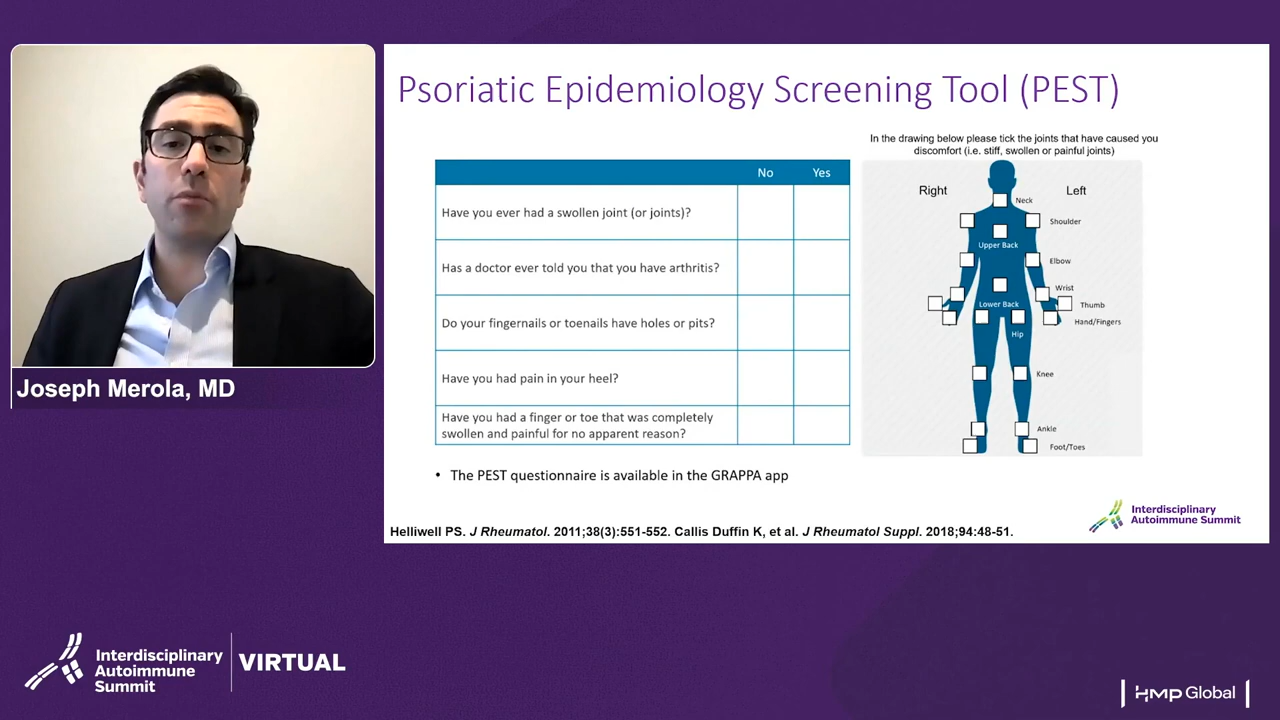 Psoriatic Epidemiology Screening Tool (PEST)
In the drawing below please tick the joints that have caused you
discomfort (i.e. stiff, swollen or painful joints)
No
Yes
Have you ever had a swollen joint (or joints)?
Has a doctor ever told you that you have arthritis?
Do your fingernails or toenails have holes or pits?
Have you had pain in your heel?
Have you had a finger or toe that was completely
swollen and painful for no apparent reason?
Right
Left
Neck
Shoulder
Upper Back
Elbow
Wrist
Lower Back
Thumb
Hand/Fingers
Hip
Knee
Ankle
Foot/Toes
• The PEST questionnaire is available in the GRAPPA app
Interdisciplinary
Autoimmune Summit
Helliwell PS. J Rheumatol. 2011;38(3):551-552. Callis Duffin K, et al. J Rheumatol Suppl. 2018;94:48-51.
Joseph Merola, MD
Interdisciplinary
Autoimmune
Summit
VIRTUAL
HMP Global